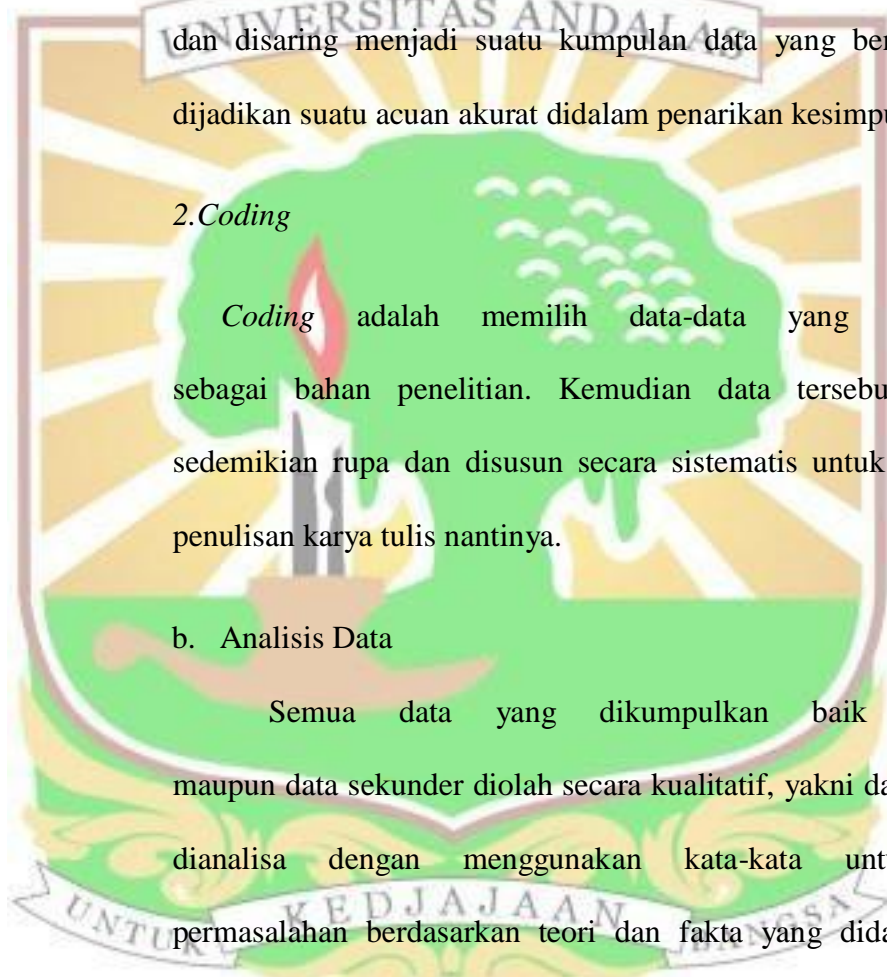 UNIVERSITAS ANDALAS
dan disaring menjadi suatu kumpulan data yang ber
dijadikan suatu acuan akurat didalam penarikan kesimpu
2.Coding
Coding adalah memilih data-data yang
sebagai bahan penelitian. Kemudian data tersebu
sedemikian rupa dan disusun secara sistematis untuk
penulisan karya tulis nantinya.
b. Analisis Data
Semua data yang dikumpulkan baik
maupun data sekunder diolah secara kualitatif, yakni da
dianalisa dengan menggunakan kata-kata unt
permasalahan berdasarkan teori dan fakta yang dida
UNTUK KEDJAJAAN BANGSA